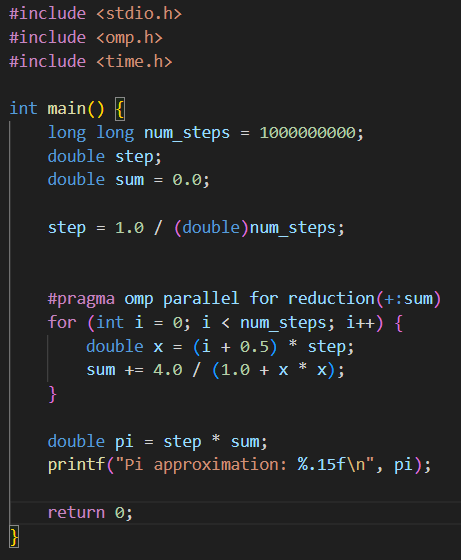 #include <stdio.h>
#include <omp.h>
#include <time.h>

int main() {
    long long num_steps = 1000000000;
    double step;
    double sum = 0.0;

    step = 1.0 / (double)num_steps;


    #pragma omp parallel for reduction(+:sum)
    for (int i = 0; i < num_steps; i++) {
        double x = (i + 0.5) * step;
        sum += 4.0 / (1.0 + x * x);
    }

    double pi = step * sum;
    printf("Pi approximation: %.15f\n", pi);

    return 0;
}